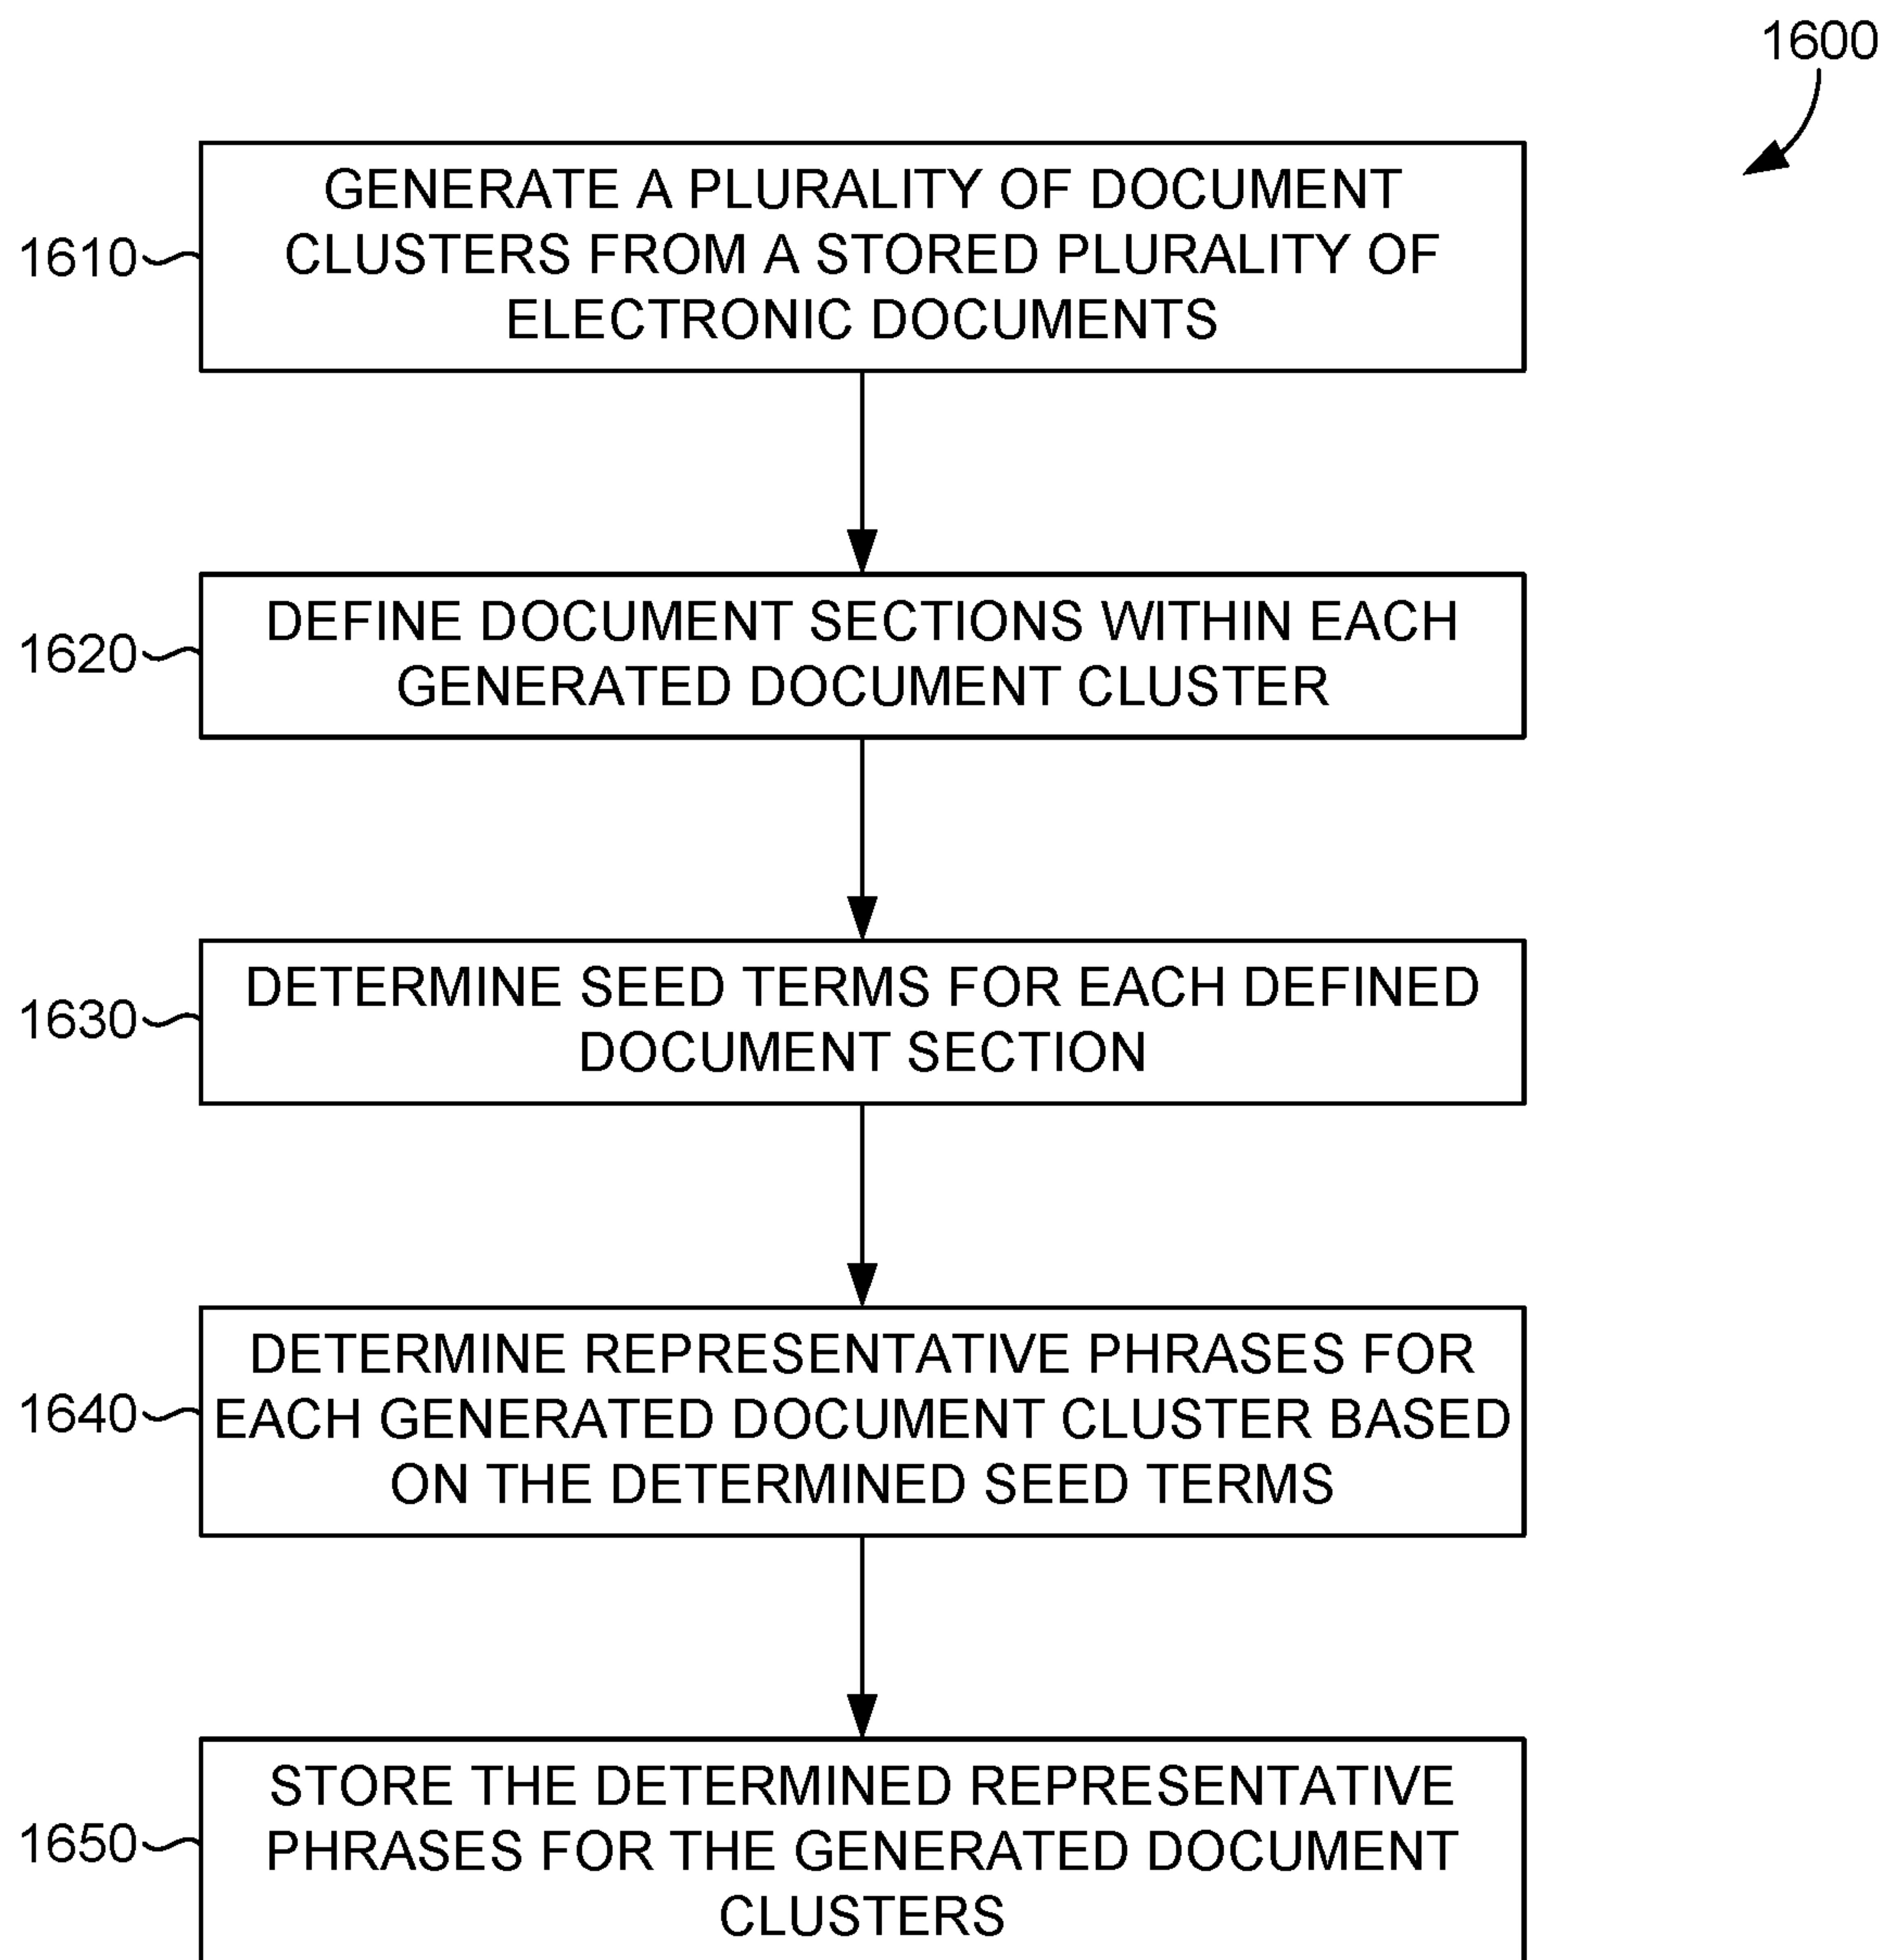 1600
GENERATE A PLURALITY OF DOCUMENT
CLUSTERS FROM A STORED PLURALITY OF
ELECTRONIC DOCUMENTS
1610
DEFINE DOCUMENT SECTIONS WITHIN EACH
GENERATED DOCUMENT CLUSTER
1620
DETERMINE SEED TERMS FOR EACH DEFINED
DOCUMENT SECTION
1630
DETERMINE REPRESENTATIVE PHRASES FOR
EACH GENERATED DOCUMENT CLUSTER BASED
ON THE DETERMINED SEED TERMS
1640
STORE THE DETERMINED REPRESENTATIVE
PHRASES FOR THE GENERATED DOCUMENT
CLUSTERS
1650